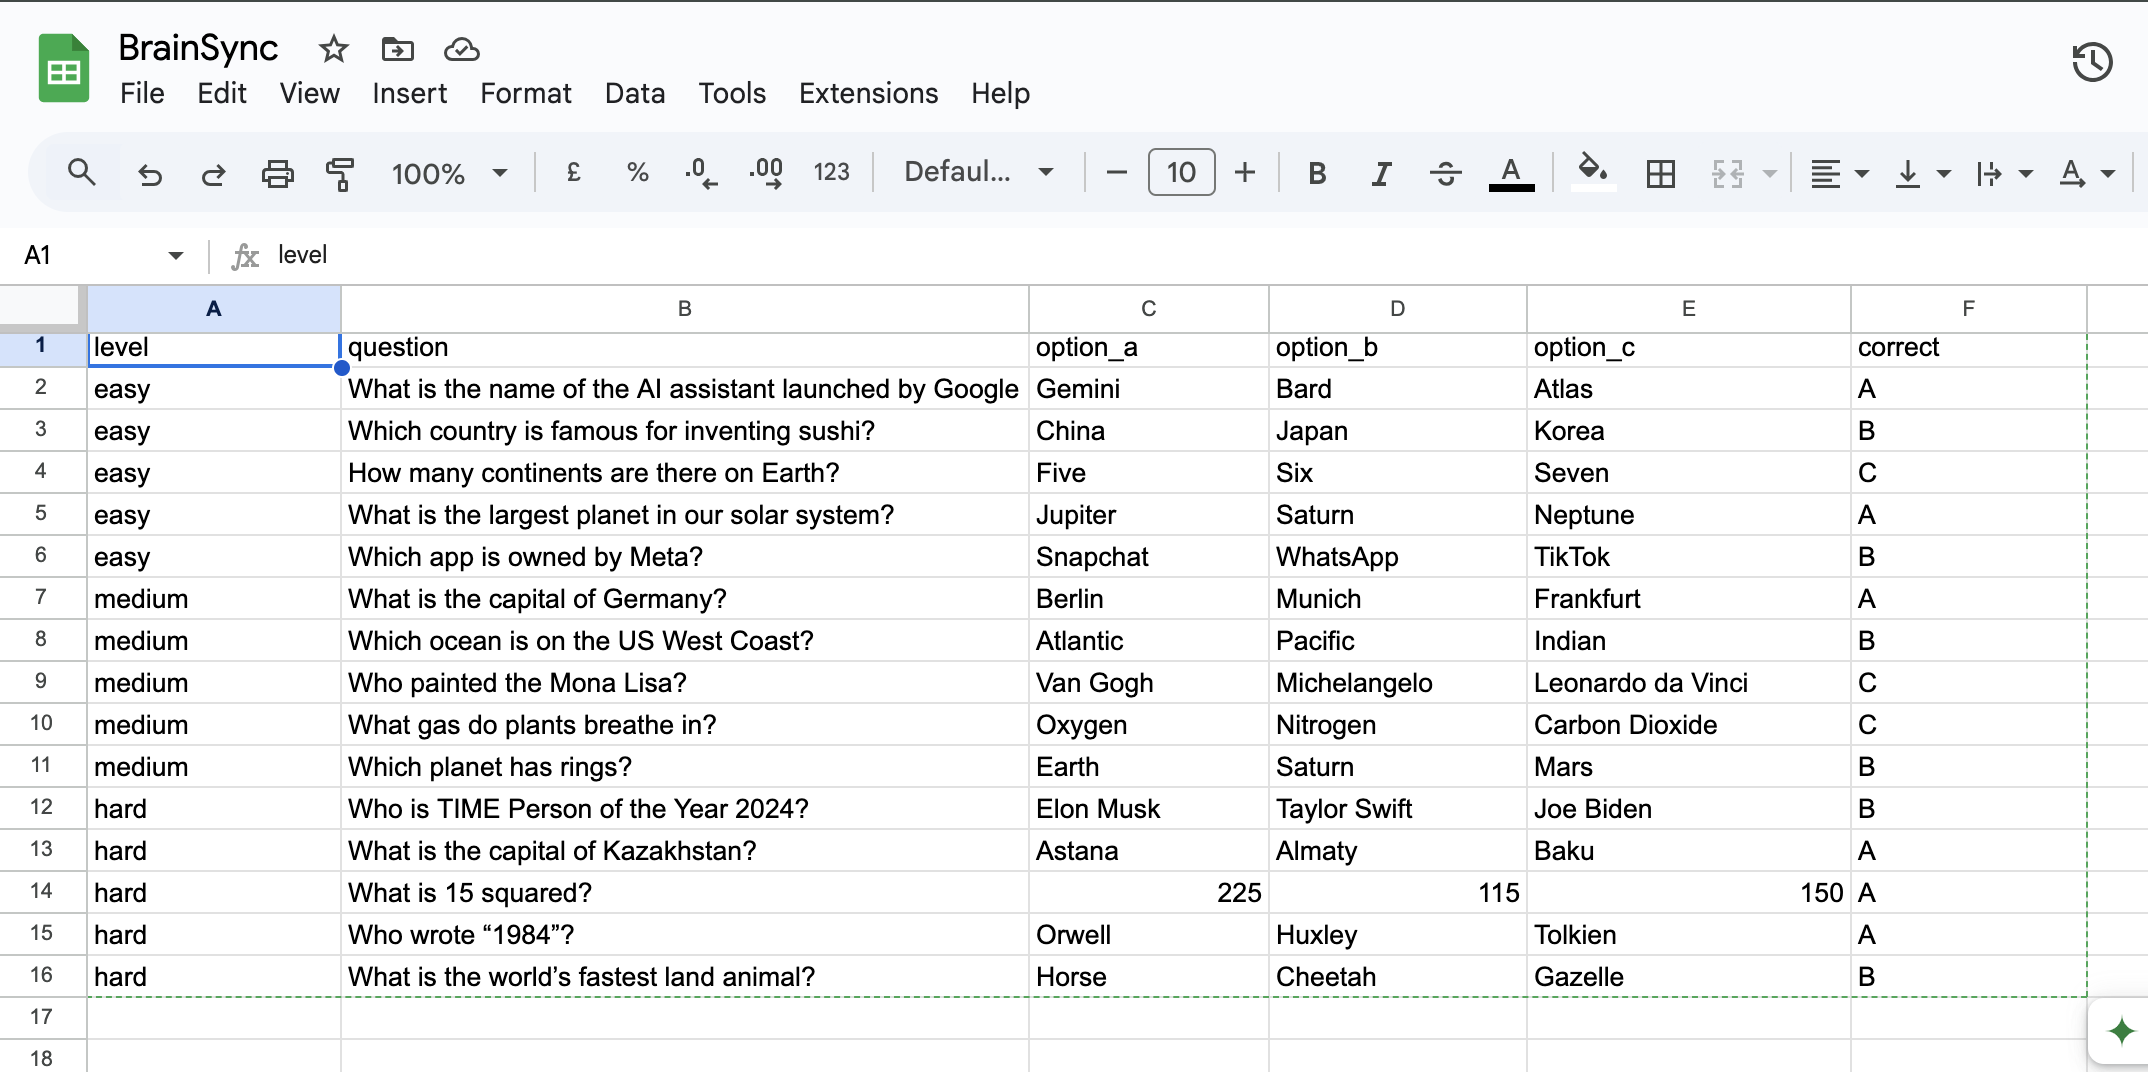 BrainSync
File Edit View Insert Format Data Tools Extensions Help
100% £ % .0 .00 123 Defaul... 10 B I S A A
A1 fx level
A B C D E F
1 level question option_a option_b option_c correct
2 easy What is the name of the AI assistant launched by Google Gemini Bard Atlas A
3 easy Which country is famous for inventing sushi? China Japan Korea B
4 easy How many continents are there on Earth? Five Six Seven C
5 easy What is the largest planet in our solar system? Jupiter Saturn Neptune A
6 easy Which app is owned by Meta? Snapchat WhatsApp TikTok B
7 medium What is the capital of Germany? Berlin Munich Frankfurt A
8 medium Which ocean is on the US West Coast? Atlantic Pacific Indian B
9 medium Who painted the Mona Lisa? Van Gogh Michelangelo Leonardo da Vinci C
10 medium What gas do plants breathe in? Oxygen Nitrogen Carbon Dioxide C
11 medium Which planet has rings? Earth Saturn Mars B
12 hard Who is TIME Person of the Year 2024? Elon Musk Taylor Swift Joe Biden B
13 hard What is the capital of Kazakhstan? Astana Almaty Baku A
14 hard What is 15 squared? 225 115 150 A
15 hard Who wrote “1984”? Orwell Huxley Tolkien A
16 hard What is the world’s fastest land animal? Horse Cheetah Gazelle B
17
18